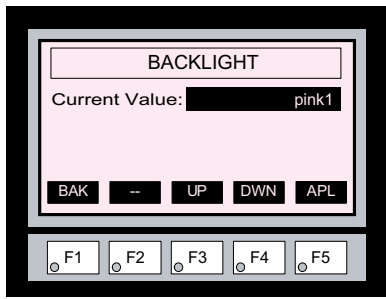 BACKLIGHT
Current Value: pink1
BAK -- UP DWN APL
F1 F2 F3 F4 F5